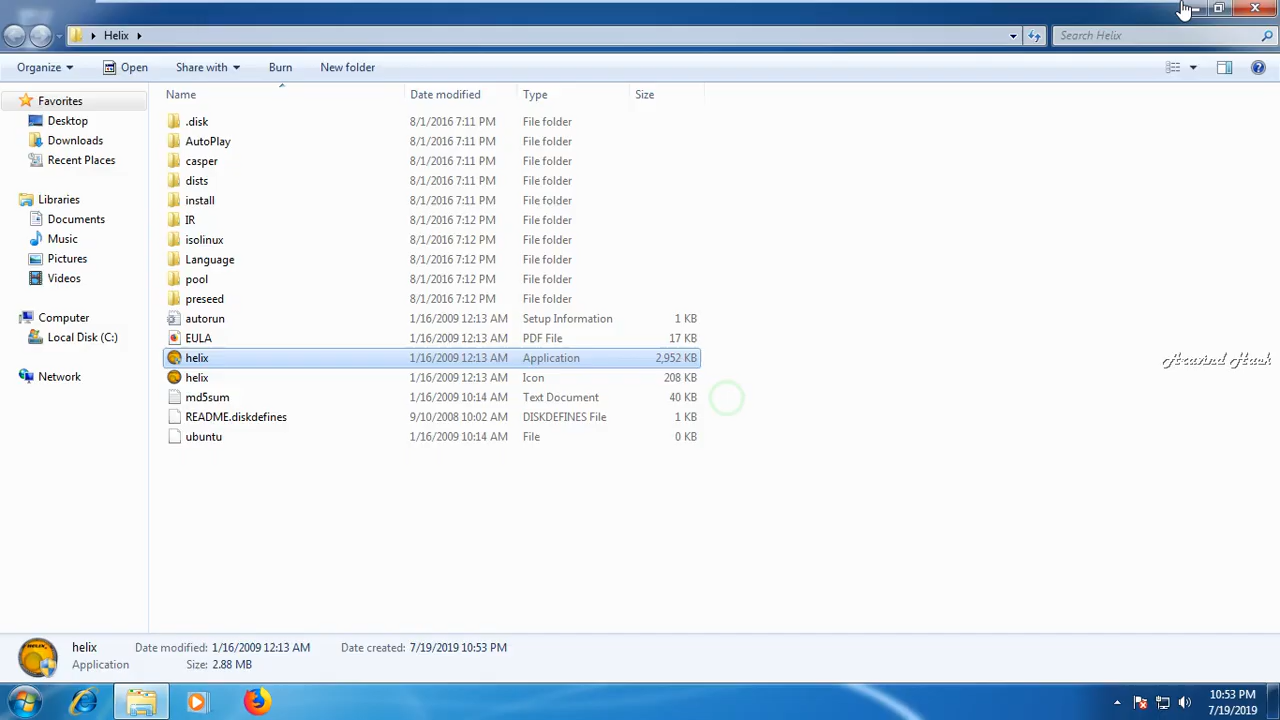 Helix
Search Helix
Organize Open Share with Burn New folder
Name Date modified Type Size
Favorites
Desktop
Downloads
Recent Places
Libraries
Documents
Music
Pictures
Videos
Computer
Local Disk (C:)
Network
.disk 8/1/2016 7:11 PM File folder
AutoPlay 8/1/2016 7:11 PM File folder
casper 8/1/2016 7:11 PM File folder
dists 8/1/2016 7:11 PM File folder
install 8/1/2016 7:11 PM File folder
IR 8/1/2016 7:12 PM File folder
isolinux 8/1/2016 7:12 PM File folder
Language 8/1/2016 7:12 PM File folder
pool 8/1/2016 7:12 PM File folder
preseed 8/1/2016 7:12 PM File folder
autorun 1/16/2009 12:13 AM Setup Information 1 KB
EULA 1/16/2009 12:13 AM PDF File 17 KB
helix 1/16/2009 12:13 AM Application 2,952 KB
helix 1/16/2009 12:13 AM Icon 208 KB
md5sum 1/16/2009 10:14 AM Text Document 40 KB
README.diskdefines 9/10/2008 10:02 AM DISKDEFINES File 1 KB
ubuntu 1/16/2009 10:14 AM File 0 KB
helix Date modified: 1/16/2009 12:13 AM Date created: 7/19/2019 10:53 PM
Application Size: 2.88 MB
10:53 PM
7/19/2019